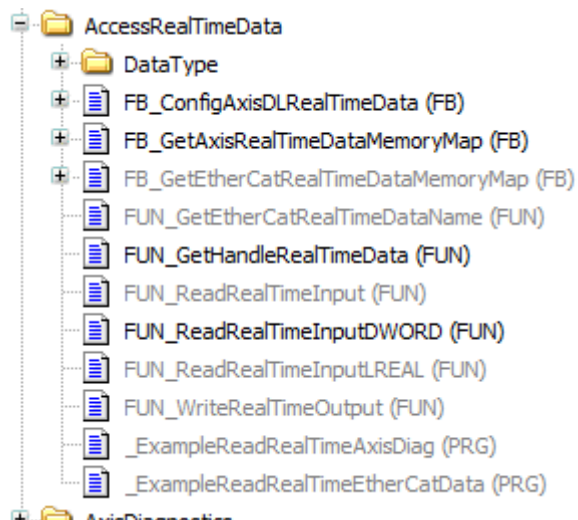 AccessRealTimeData
DataType
FB_ConfigAxisDLRealTimeData (FB)
FB_GetAxisRealTimeDataMemoryMap (FB)
FB_GetEtherCatRealTimeDataMemoryMap (FB)
FUN_GetEtherCatRealTimeDataName (FUN)
FUN_GetHandleRealTimeData (FUN)
FUN_ReadRealTimeInput (FUN)
FUN_ReadRealTimeInputDWORD (FUN)
FUN_ReadRealTimeInputLREAL (FUN)
FUN_WriteRealTimeOutput (FUN)
_ExampleReadRealTimeAxisDiag (PRG)
_ExampleReadRealTimeEtherCatData (PRG)
AxisDiagnostics